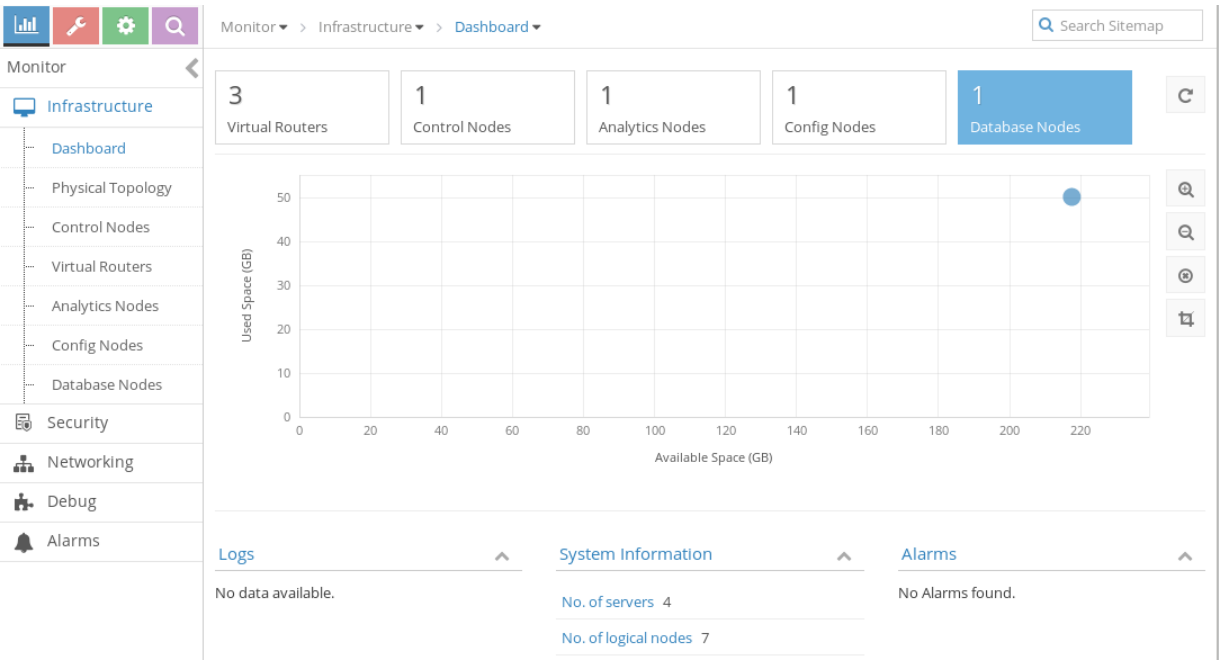 Monitor > Infrastructure > Dashboard
Search Sitemap
Monitor
Infrastructure
Dashboard
Physical Topology
Control Nodes
Virtual Routers
Analytics Nodes
Config Nodes
Database Nodes
Security
Networking
Debug
Alarms
3
Virtual Routers
1
Control Nodes
1
Analytics Nodes
1
Config Nodes
1
Database Nodes
Used Space (GB)
50
40
30
20
10
0
0 20 40 60 80 100 120 140 160 180 200 220
Available Space (GB)
Logs
No data available.
System Information
No. of servers 4
No. of logical nodes 7
Alarms
No Alarms found.